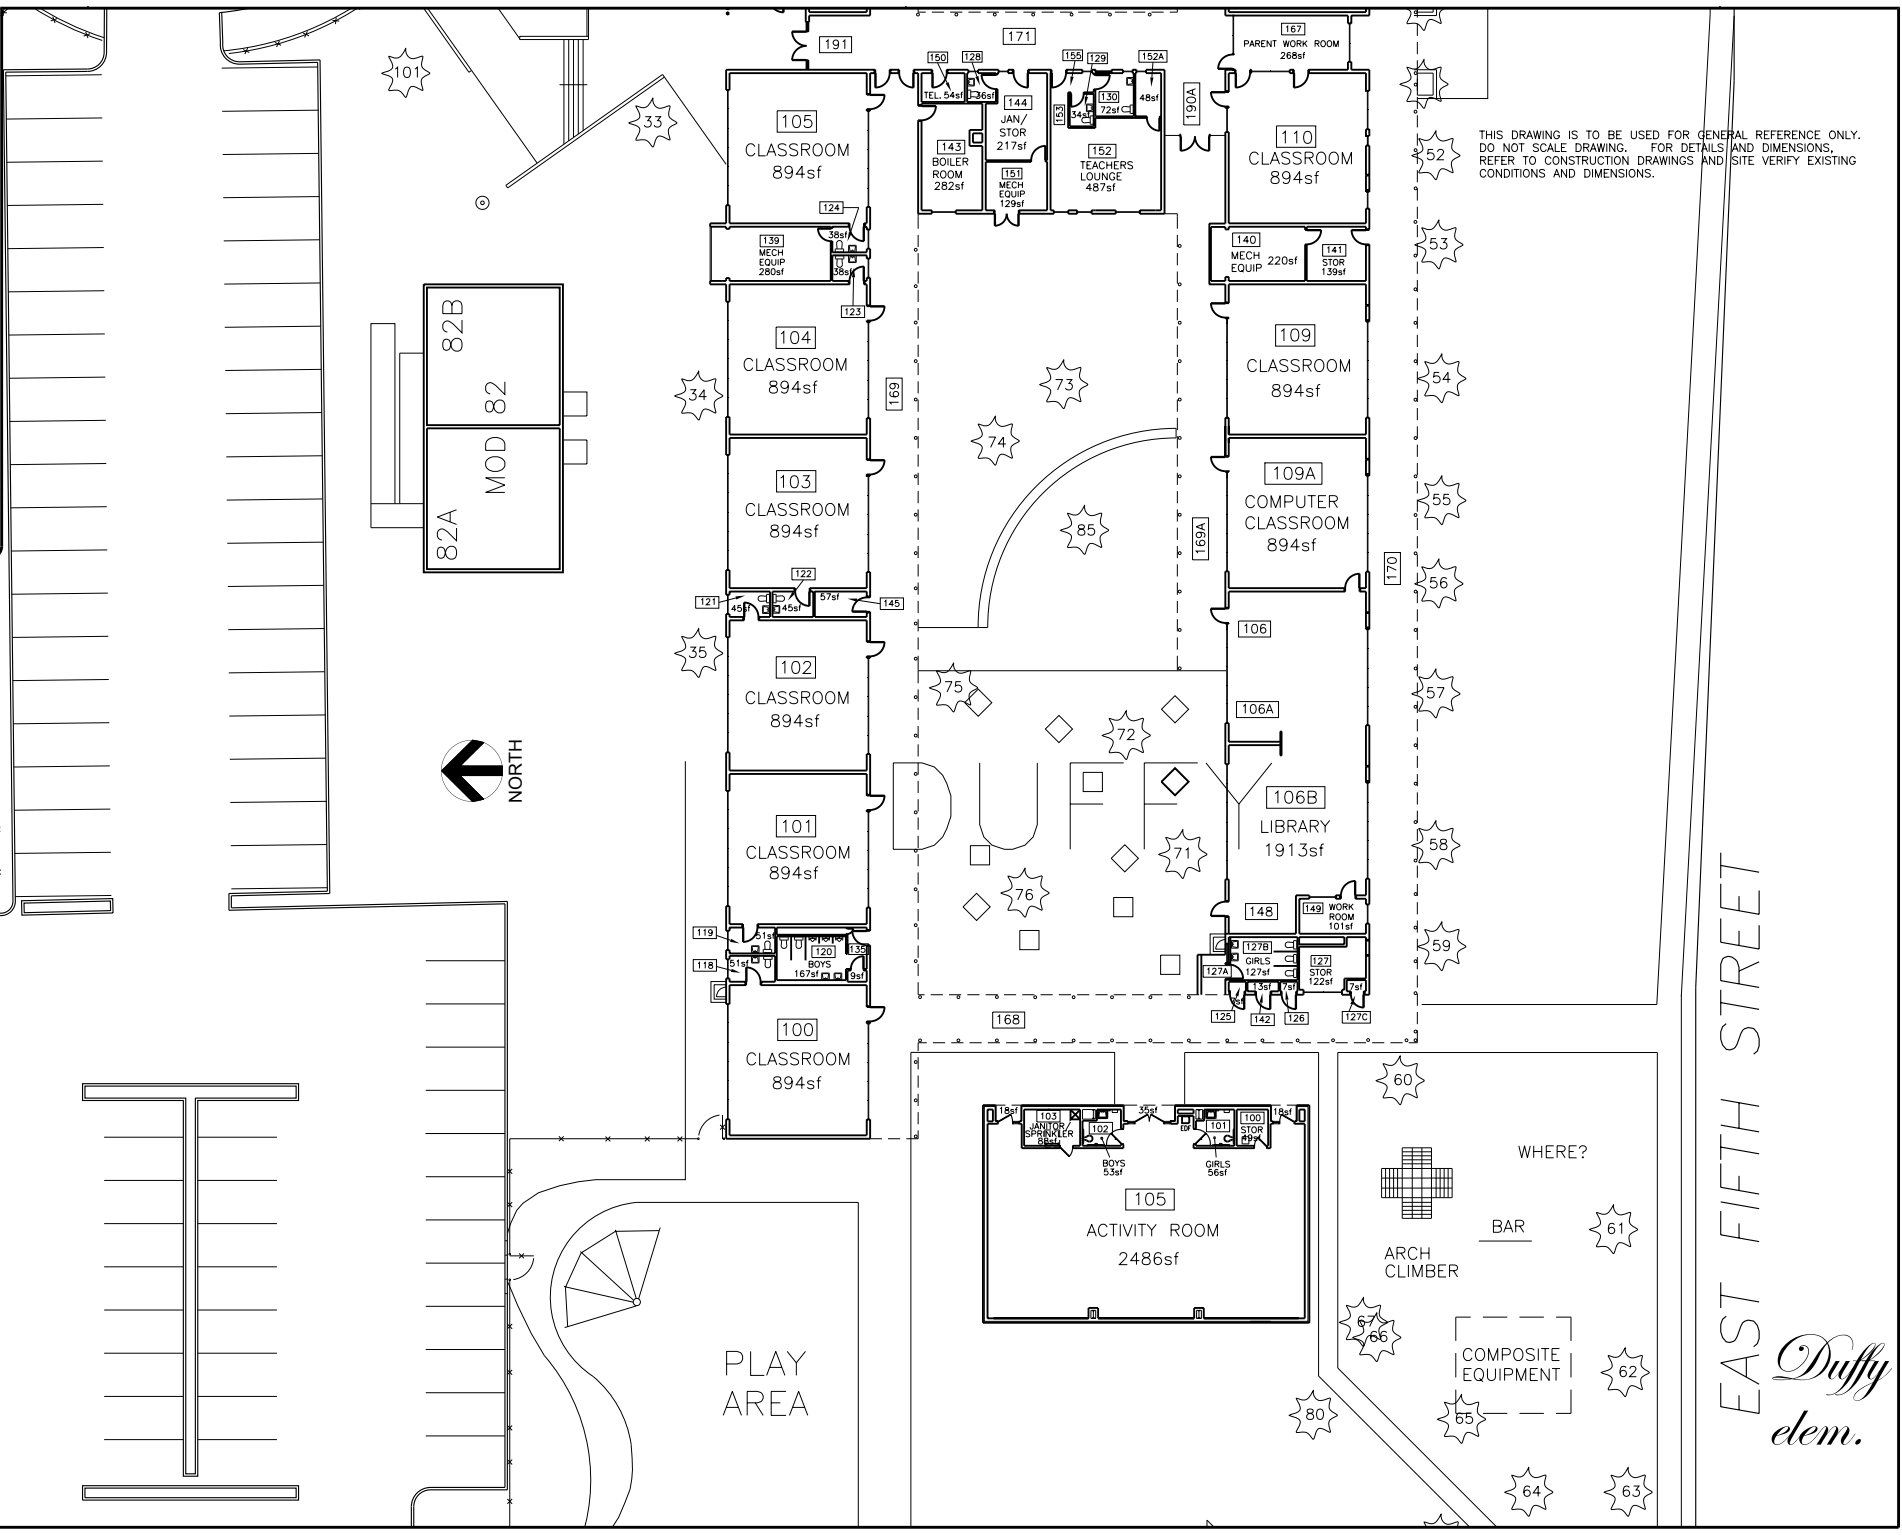 191
171
167
PARENT WORK ROOM
268sf
101
33
150
128
155
129
152A
190A
TEL. 54sf
36sf
144
JAN/
STOR
217sf
153
34sf
130
72sf
48sf
105
CLASSROOM
894sf
143
BOILER
ROOM
282sf
151
MECH
EQUIP
129sf
152
TEACHERS
LOUNGE
487sf
110
CLASSROOM
894sf
52
THIS DRAWING IS TO BE USED FOR GENERAL REFERENCE ONLY.
DO NOT SCALE DRAWING. FOR DETAILS AND DIMENSIONS,
REFER TO CONSTRUCTION DRAWINGS AND SITE VERIFY EXISTING
CONDITIONS AND DIMENSIONS.
124
38sf
139
MECH
EQUIP
280sf
38sf
123
140
MECH
EQUIP 220sf
141
STOR
139sf
53
82B
MOD 82
82A
34
104
CLASSROOM
894sf
169
73
74
109
CLASSROOM
894sf
54
103
CLASSROOM
894sf
85
169A
109A
COMPUTER
CLASSROOM
894sf
170
55
56
121
45sf
122
45sf
57sf
145
35
102
CLASSROOM
894sf
106
106A
75
72
57
NORTH
DUFFY
101
CLASSROOM
894sf
76
71
106B
LIBRARY
1913sf
58
148
149
WORK
ROOM
101sf
59
119
51sf
118
51sf
120
BOYS
167sf
135
9sf
127A
127B
GIRLS
127sf
127
STOR
122sf
7sf
13sf
7sf
7sf
125
142
126
127C
168
100
CLASSROOM
894sf
60
18sf
103
JANITOR/
SPRINKLER
88sf
102
BOYS
53sf
35sf
EDF
101
GIRLS
56sf
100
STOR
49sf
18sf
105
ACTIVITY ROOM
2486sf
WHERE?
BAR
61
ARCH
CLIMBER
67
66
COMPOSITE
EQUIPMENT
62
65
80
64
63
PLAY
AREA
EAST FIFTH STREET
Duffy
elem.